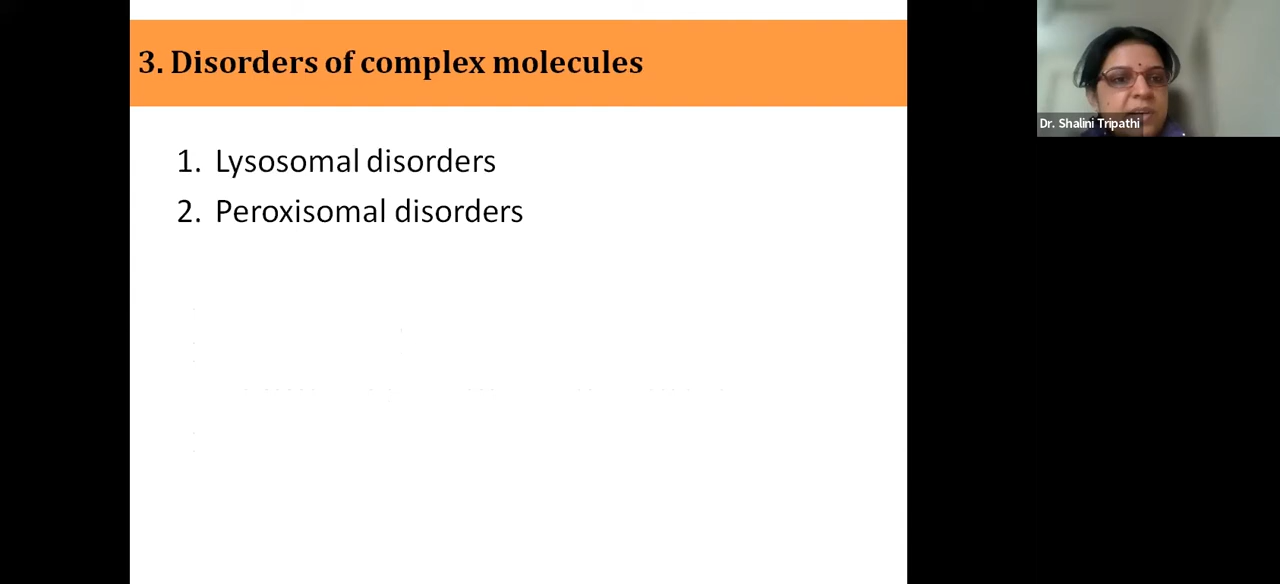 3. Disorders of complex molecules
1. Lysosomal disorders
2. Peroxisomal disorders
Dr. Shalini Tripathi